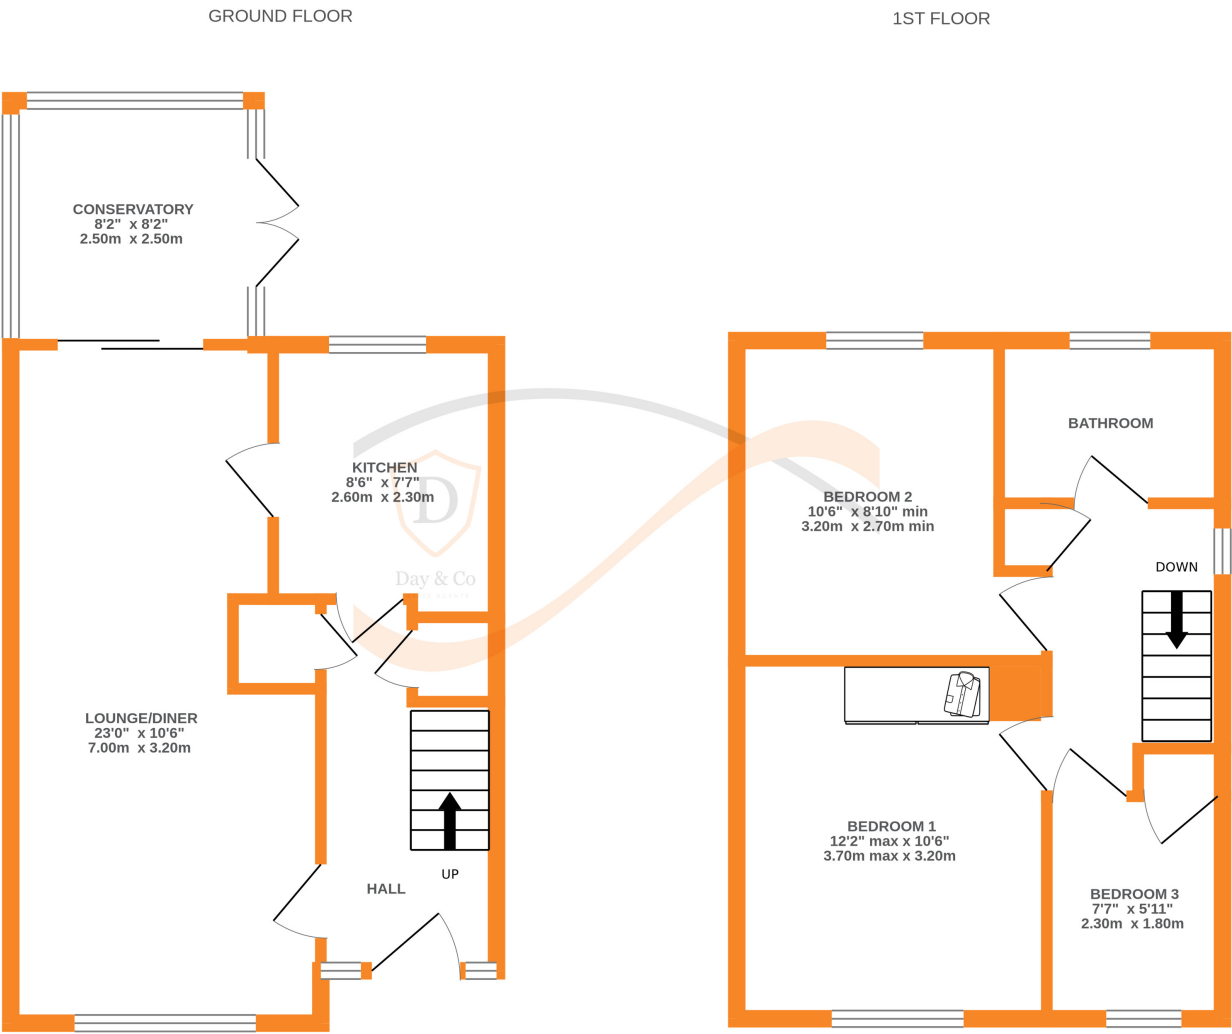 GROUND FLOOR
1ST FLOOR
CONSERVATORY
8'2" x 8'2"
2.50m x 2.50m
KITCHEN
8'6" x 7'7"
2.60m x 2.30m
D
Day & Co
LOUNGE/DINER
23'0" x 10'6"
7.00m x 3.20m
UP
HALL
BATHROOM
BEDROOM 2
10'6" x 8'10" min
3.20m x 2.70m min
DOWN
BEDROOM 1
12'2" max x 10'6"
3.70m max x 3.20m
BEDROOM 3
7'7" x 5'11"
2.30m x 1.80m